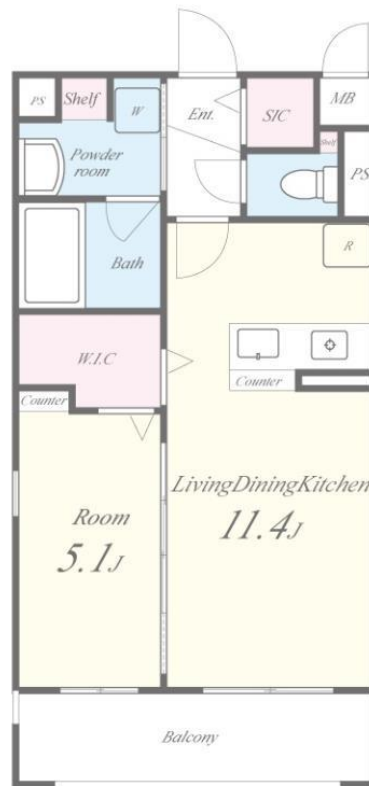 PS
Shelf
W
Ent.
SIC
MB
Powder
room
Shelf
PS
Bath
R
W.I.C
Counter
Counter
LivingDiningKitchen
11.4J
Room
5.1J
Balcony